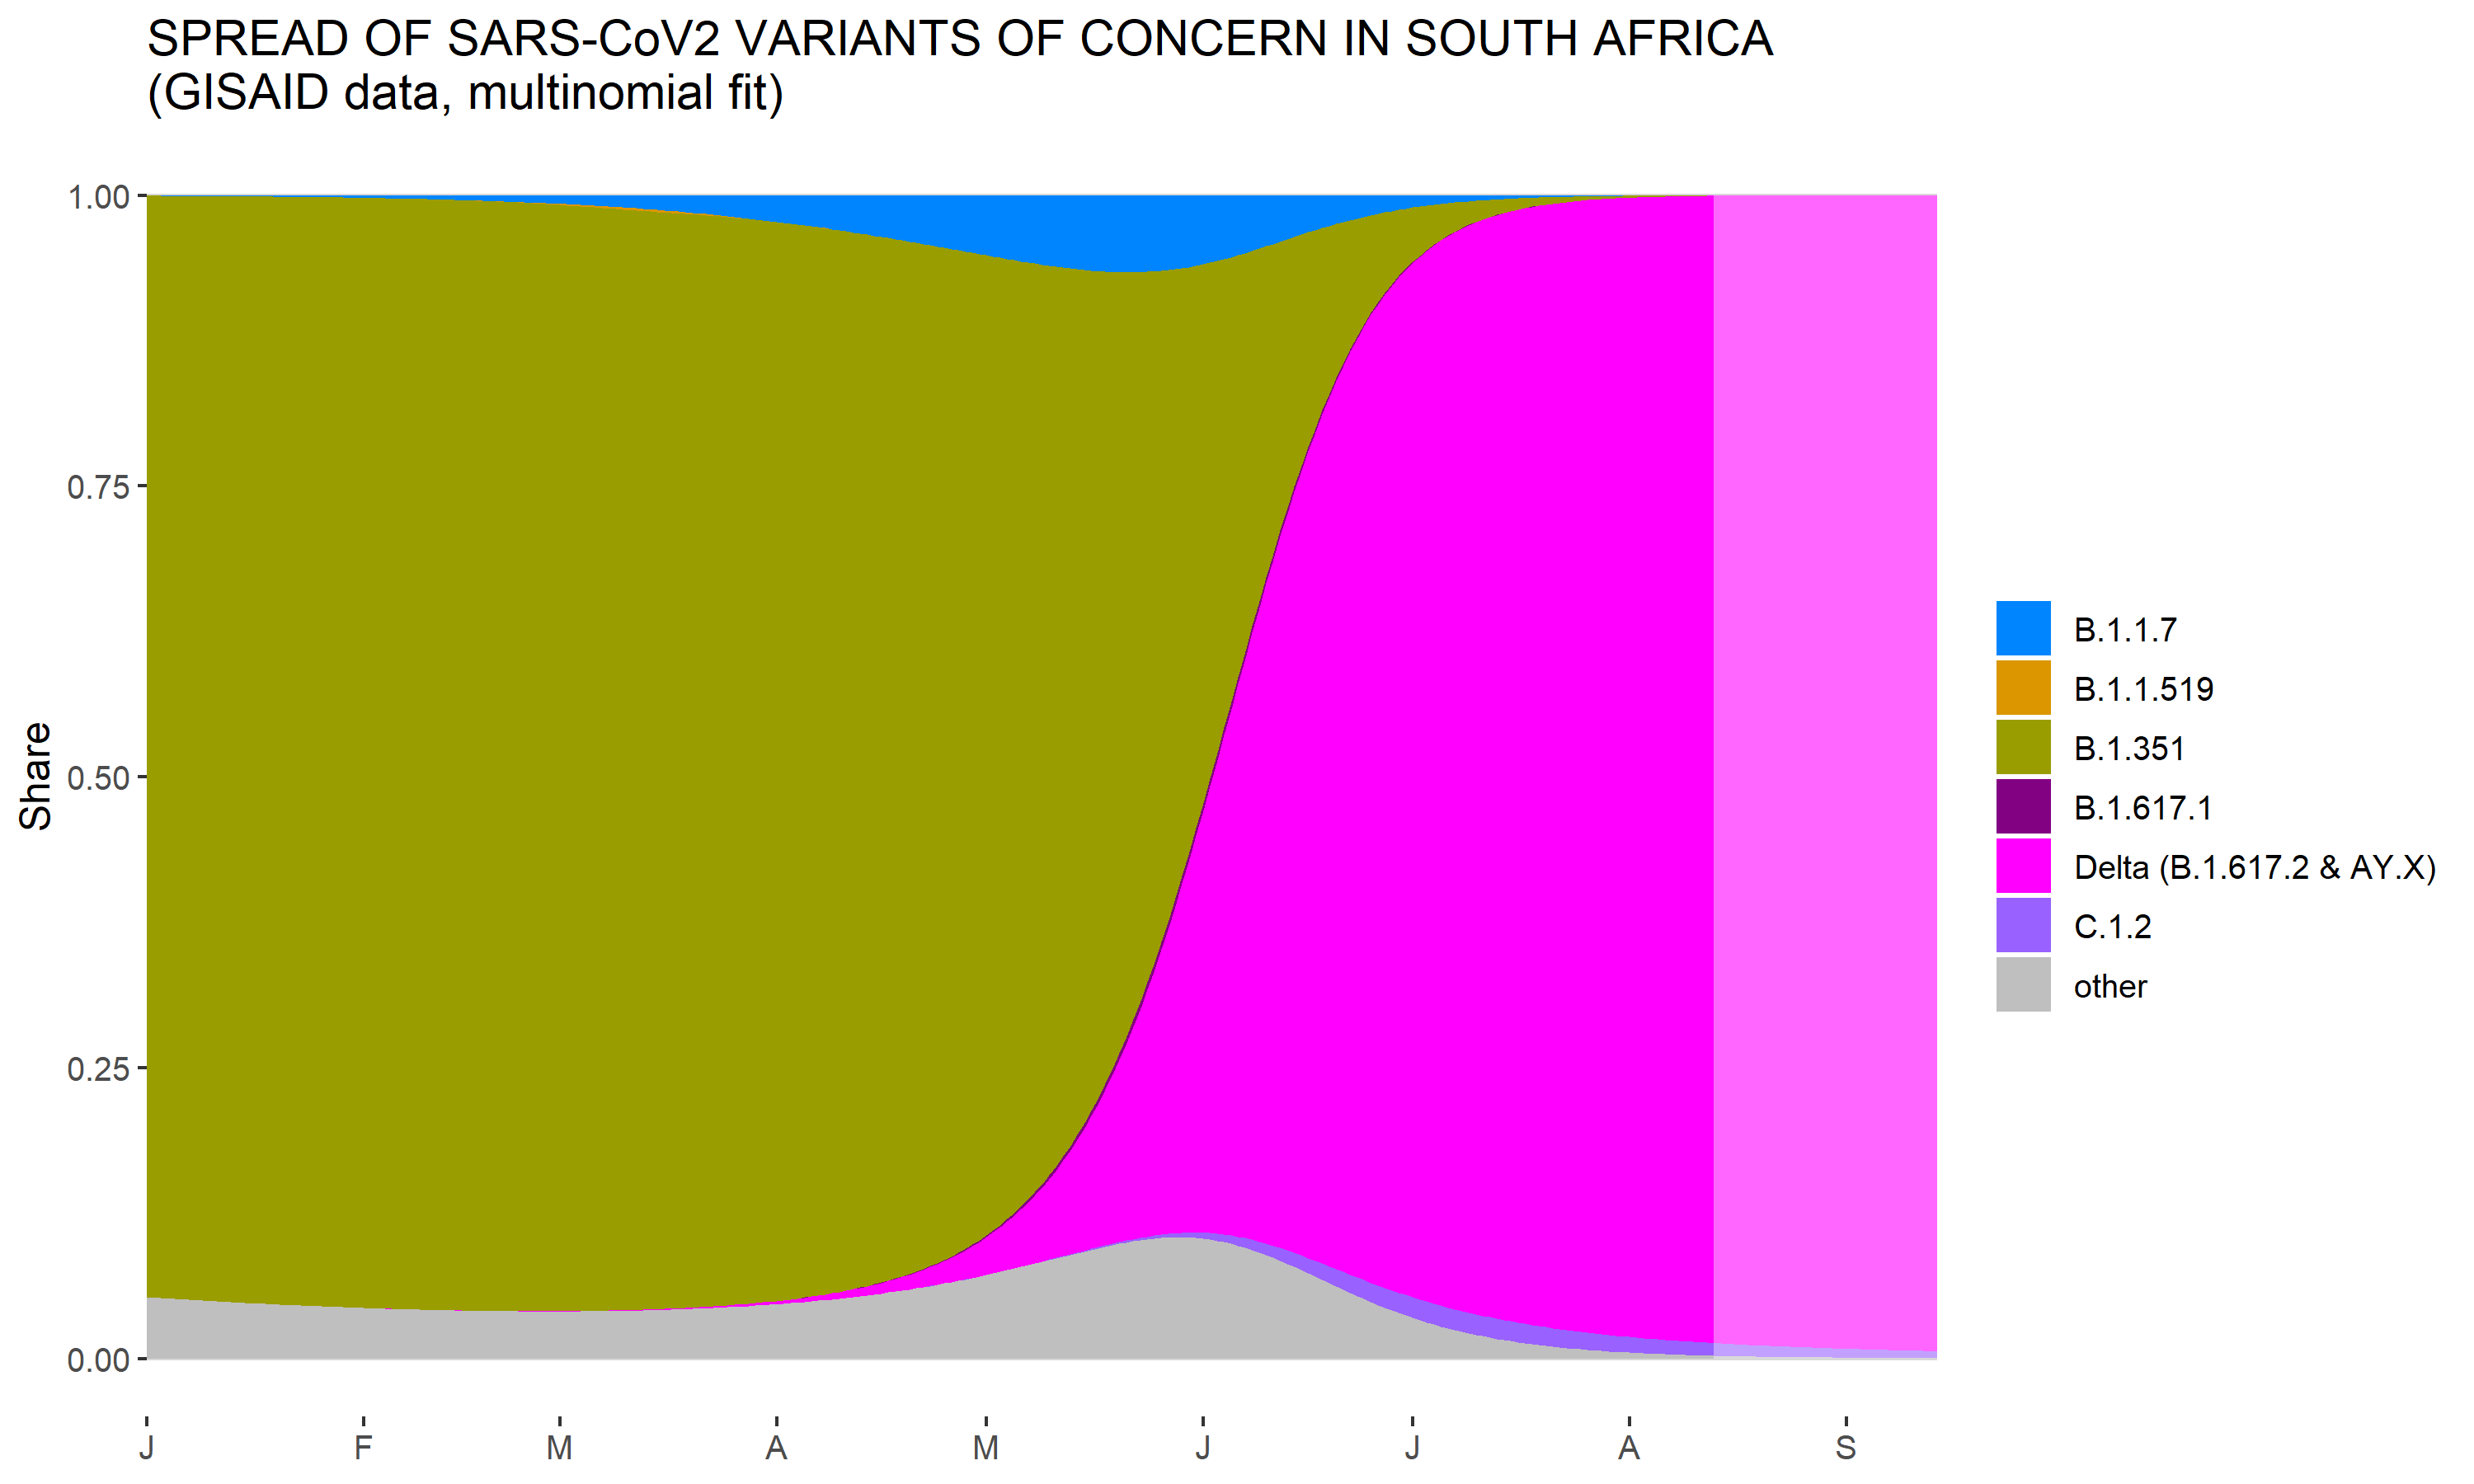 SPREAD OF SARS-CoV2 VARIANTS OF CONCERN IN SOUTH AFRICA
(GISAID data, multinomial fit)
Share
1.00
0.75
0.50
0.25
0.00
J F M A M J J A S
B.1.1.7
B.1.1.519
B.1.351
B.1.617.1
Delta (B.1.617.2 & AY.X)
C.1.2
other